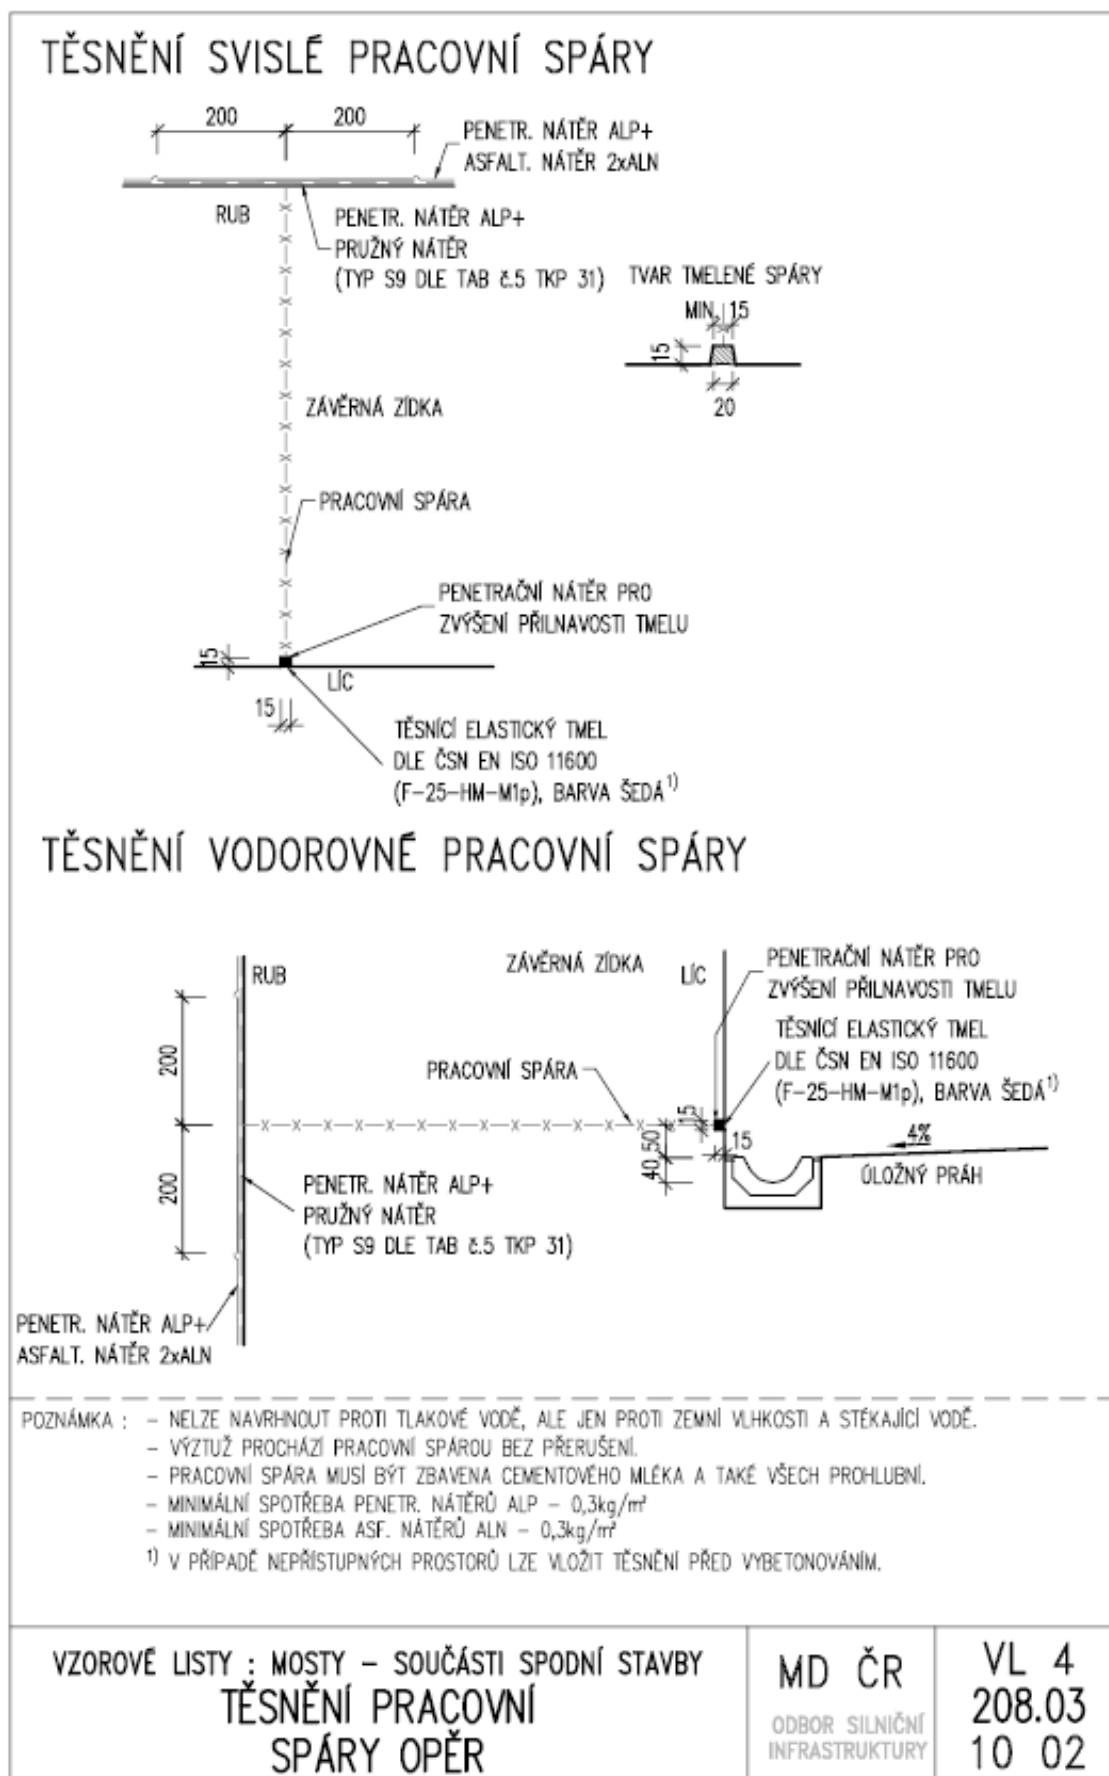 TĚSNĚNÍ SVISLÉ PRACOVNÍ SPÁRY
200
200
PENETR. NÁTĚR ALP+
ASFALT. NÁTĚR 2xALN
RUB
PENETR. NÁTĚR ALP+
PRUŽNÝ NÁTĚR
(TYP S9 DLE TAB č.5 TKP 31)
TVAR TMELENÉ SPÁRY
MIN. 15
15
20
ZÁVĚRNÁ ZÍDKA
PRACOVNÍ SPÁRA
PENETRAČNÍ NÁTĚR PRO
ZVÝŠENÍ PŘILNAVOSTI TMELU
15
LÍC
15
TĚSNÍCÍ ELASTICKÝ TMEL
DLE ČSN EN ISO 11600
(F-25-HM-M1p), BARVA ŠEDÁ1)
TĚSNĚNÍ VODOROVNÉ PRACOVNÍ SPÁRY
RUB
ZÁVĚRNÁ ZÍDKA
LÍC
PENETRAČNÍ NÁTĚR PRO
ZVÝŠENÍ PŘILNAVOSTI TMELU
TĚSNÍCÍ ELASTICKÝ TMEL
DLE ČSN EN ISO 11600
(F-25-HM-M1p), BARVA ŠEDÁ1)
200
PRACOVNÍ SPÁRA
15
50
40
15
4%
ÚLOŽNÝ PRÁH
200
PENETR. NÁTĚR ALP+
PRUŽNÝ NÁTĚR
(TYP S9 DLE TAB č.5 TKP 31)
PENETR. NÁTĚR ALP+
ASFALT. NÁTĚR 2xALN
POZNÁMKA : - NELZE NAVRHNOUT PROTI TLAKOVÉ VODĚ, ALE JEN PROTI ZEMNÍ VLHKOSTI A STÉKAJÍCÍ VODĚ.
- VÝZTUŽ PROCHÁZÍ PRACOVNÍ SPÁROU BEZ PŘERUŠENÍ.
- PRACOVNÍ SPÁRA MUSÍ BÝT ZBAVENA CEMENTOVÉHO MLÉKA A TAKÉ VŠECH PROHLUBNÍ.
- MINIMÁLNÍ SPOTŘEBA PENETR. NÁTĚRŮ ALP - 0,3kg/m²
- MINIMÁLNÍ SPOTŘEBA ASF. NÁTĚRŮ ALN - 0,3kg/m²
1) V PŘÍPADĚ NEPŘÍSTUPNÝCH PROSTORŮ LZE VLOŽIT TĚSNĚNÍ PŘED VYBETONOVÁNÍM.
VZOROVÉ LISTY : MOSTY - SOUČÁSTI SPODNÍ STAVBY
TĚSNĚNÍ PRACOVNÍ
SPÁRY OPĚR
MD ČR
ODBOR SILNIČNÍ
INFRASTRUKTURY
VL 4
208.03
10 02